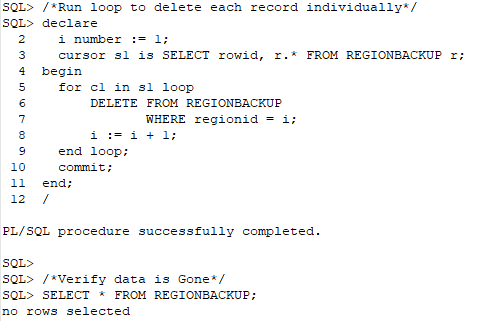 SQL> /*Run loop to delete each record individually*/
SQL> declare
  2    i number := 1;
  3    cursor s1 is SELECT rowid, r.* FROM REGIONBACKUP r;
  4  begin
  5    for c1 in s1 loop
  6        DELETE FROM REGIONBACKUP
  7               WHERE regionid = i;
  8        i := i + 1;
  9    end loop;
 10    commit;
 11  end;
 12  /
PL/SQL procedure successfully completed.
SQL>
SQL> /*Verify data is Gone*/
SQL> SELECT * FROM REGIONBACKUP;
no rows selected